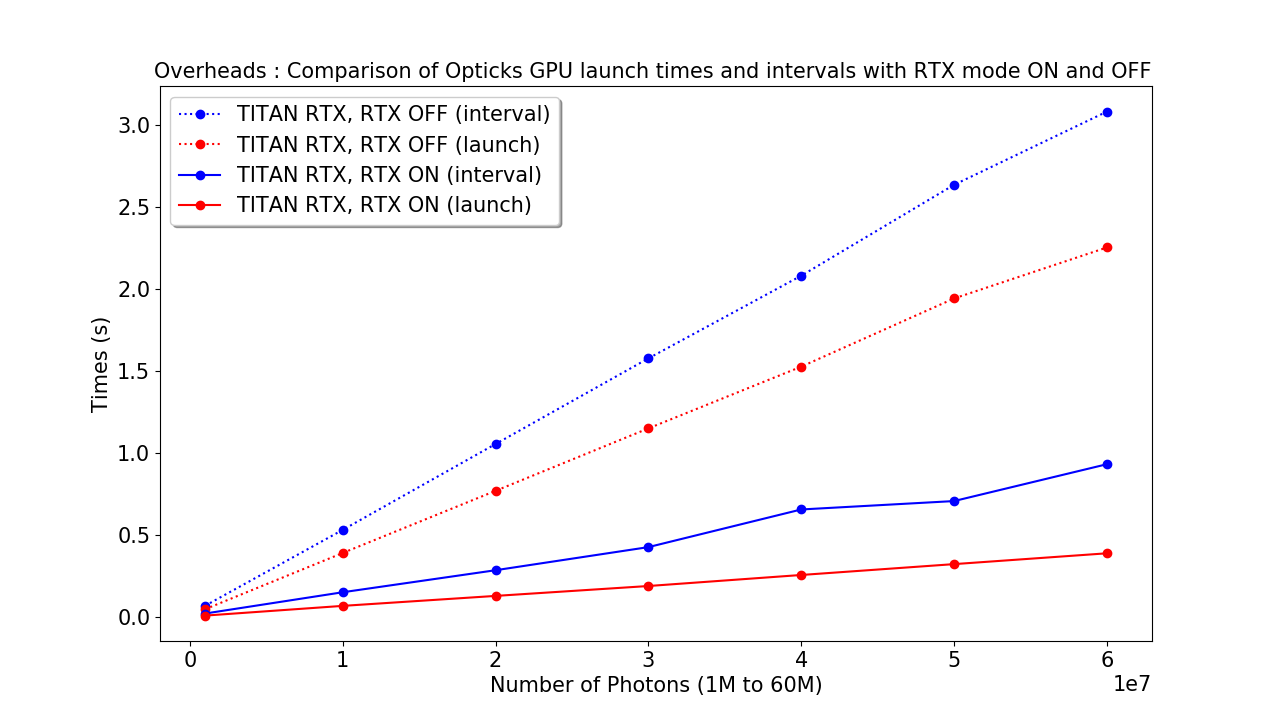 Overheads : Comparison of Opticks GPU launch times and intervals with RTX mode ON and OFF
TITAN RTX, RTX OFF (interval)
TITAN RTX, RTX OFF (launch)
TITAN RTX, RTX ON (interval)
TITAN RTX, RTX ON (launch)
Times (s)
3.0
2.5
2.0
1.5
1.0
0.5
0.0
0 1 2 3 4 5 6
1e7
Number of Photons (1M to 60M)